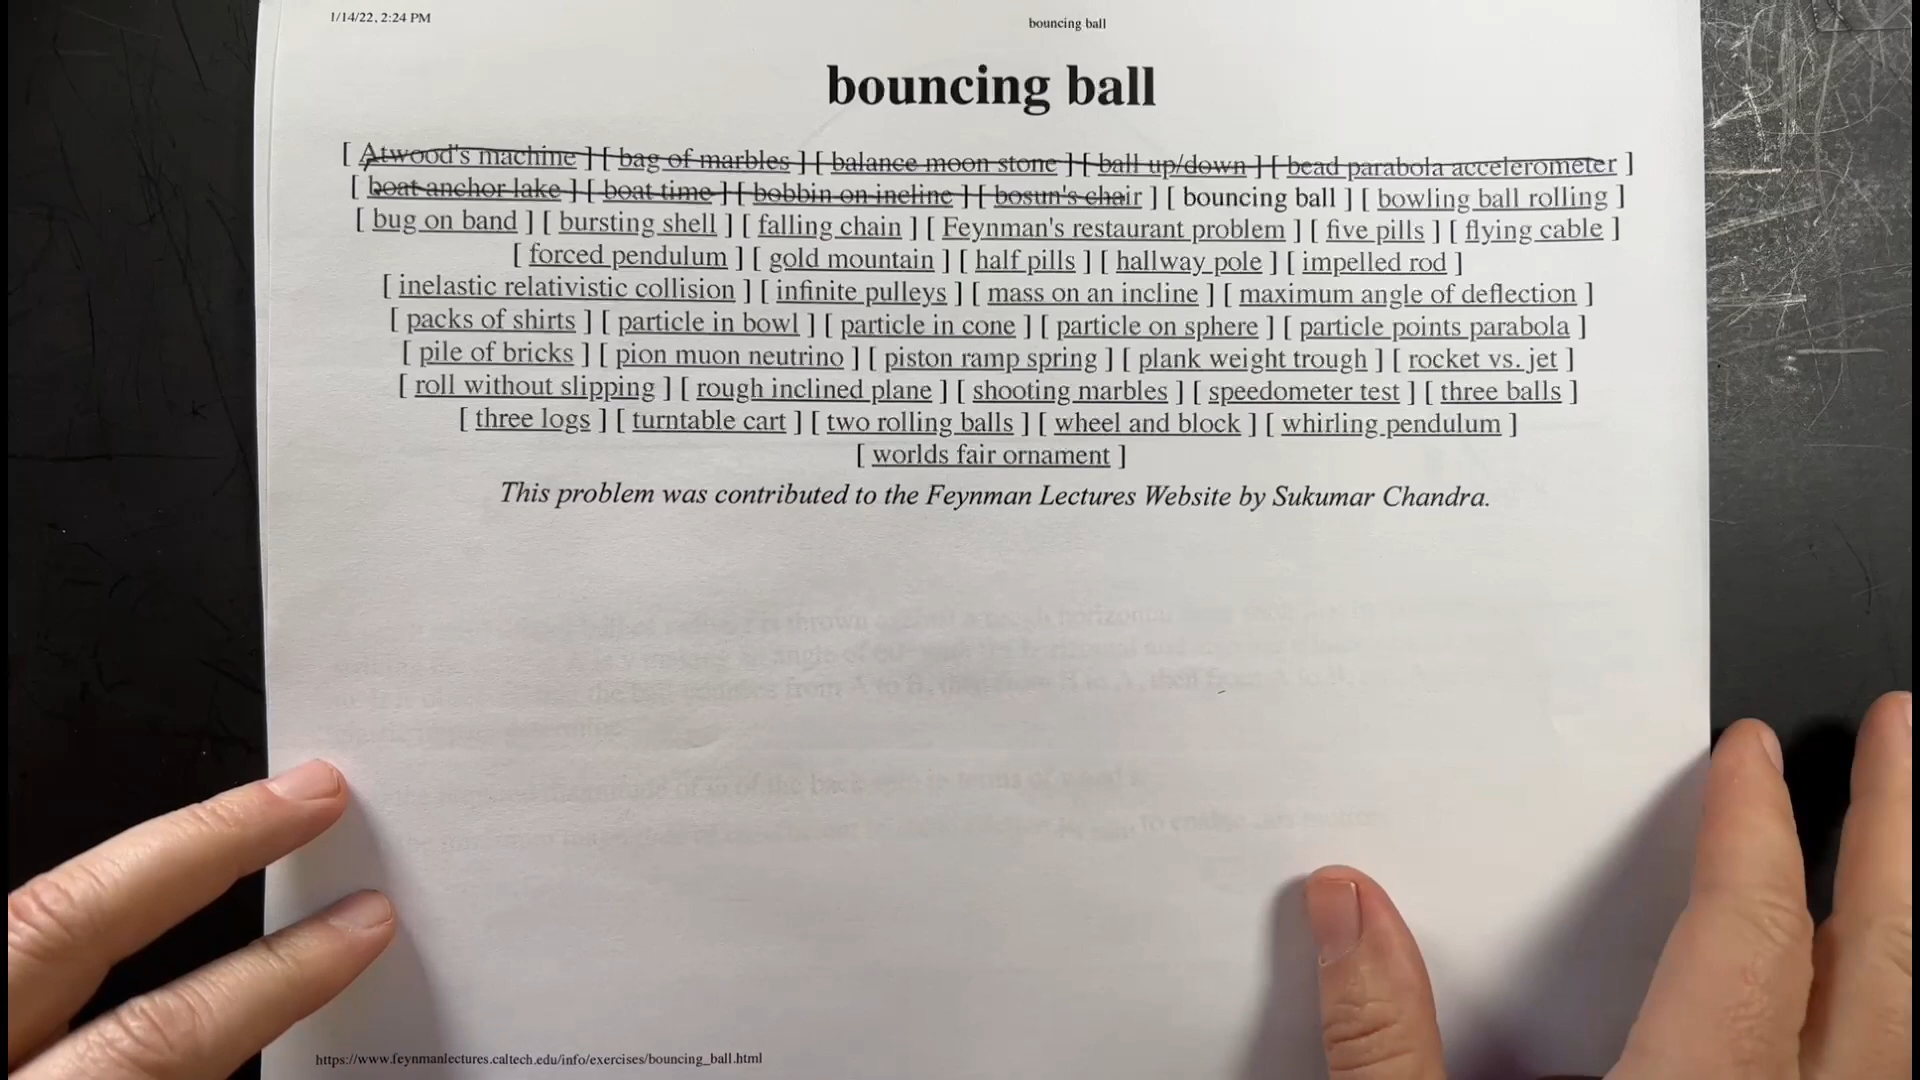 1/14/22, 2:24 PM
bouncing ball
bouncing ball
[ Atwood's machine ] [ bag of marbles ] [ balance moon stone ] [ ball up/down ] [ bead parabola accelerometer ]
[ boat anchor lake ] [ boat time ] [ bobbin on incline ] [ bosun's chair ] [ bouncing ball ] [ bowling ball rolling ]
[ bug on band ] [ bursting shell ] [ falling chain ] [ Feynman's restaurant problem ] [ five pills ] [ flying cable ]
[ forced pendulum ] [ gold mountain ] [ half pills ] [ hallway pole ] [ impelled rod ]
[ inelastic relativistic collision ] [ infinite pulleys ] [ mass on an incline ] [ maximum angle of deflection ]
[ packs of shirts ] [ particle in bowl ] [ particle in cone ] [ particle on sphere ] [ particle points parabola ]
[ pile of bricks ] [ pion muon neutrino ] [ piston ramp spring ] [ plank weight trough ] [ rocket vs. jet ]
[ roll without slipping ] [ rough inclined plane ] [ shooting marbles ] [ speedometer test ] [ three balls ]
[ three logs ] [ turntable cart ] [ two rolling balls ] [ wheel and block ] [ whirling pendulum ]
[ worlds fair ornament ]
This problem was contributed to the Feynman Lectures Website by Sukumar Chandra.
https://www.feynmanlectures.caltech.edu/info/exercises/bouncing_ball.html